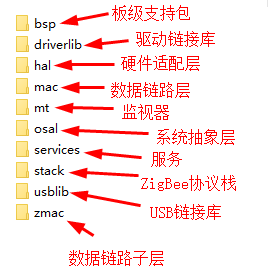 bsp 板级支持包
driverlib 驱动链接库
hal 硬件适配层
mac 数据链路层
mt 监视器
osal 系统抽象层
services 服务
stack ZigBee协议栈
usblib USB链接库
zmac
数据链路子层